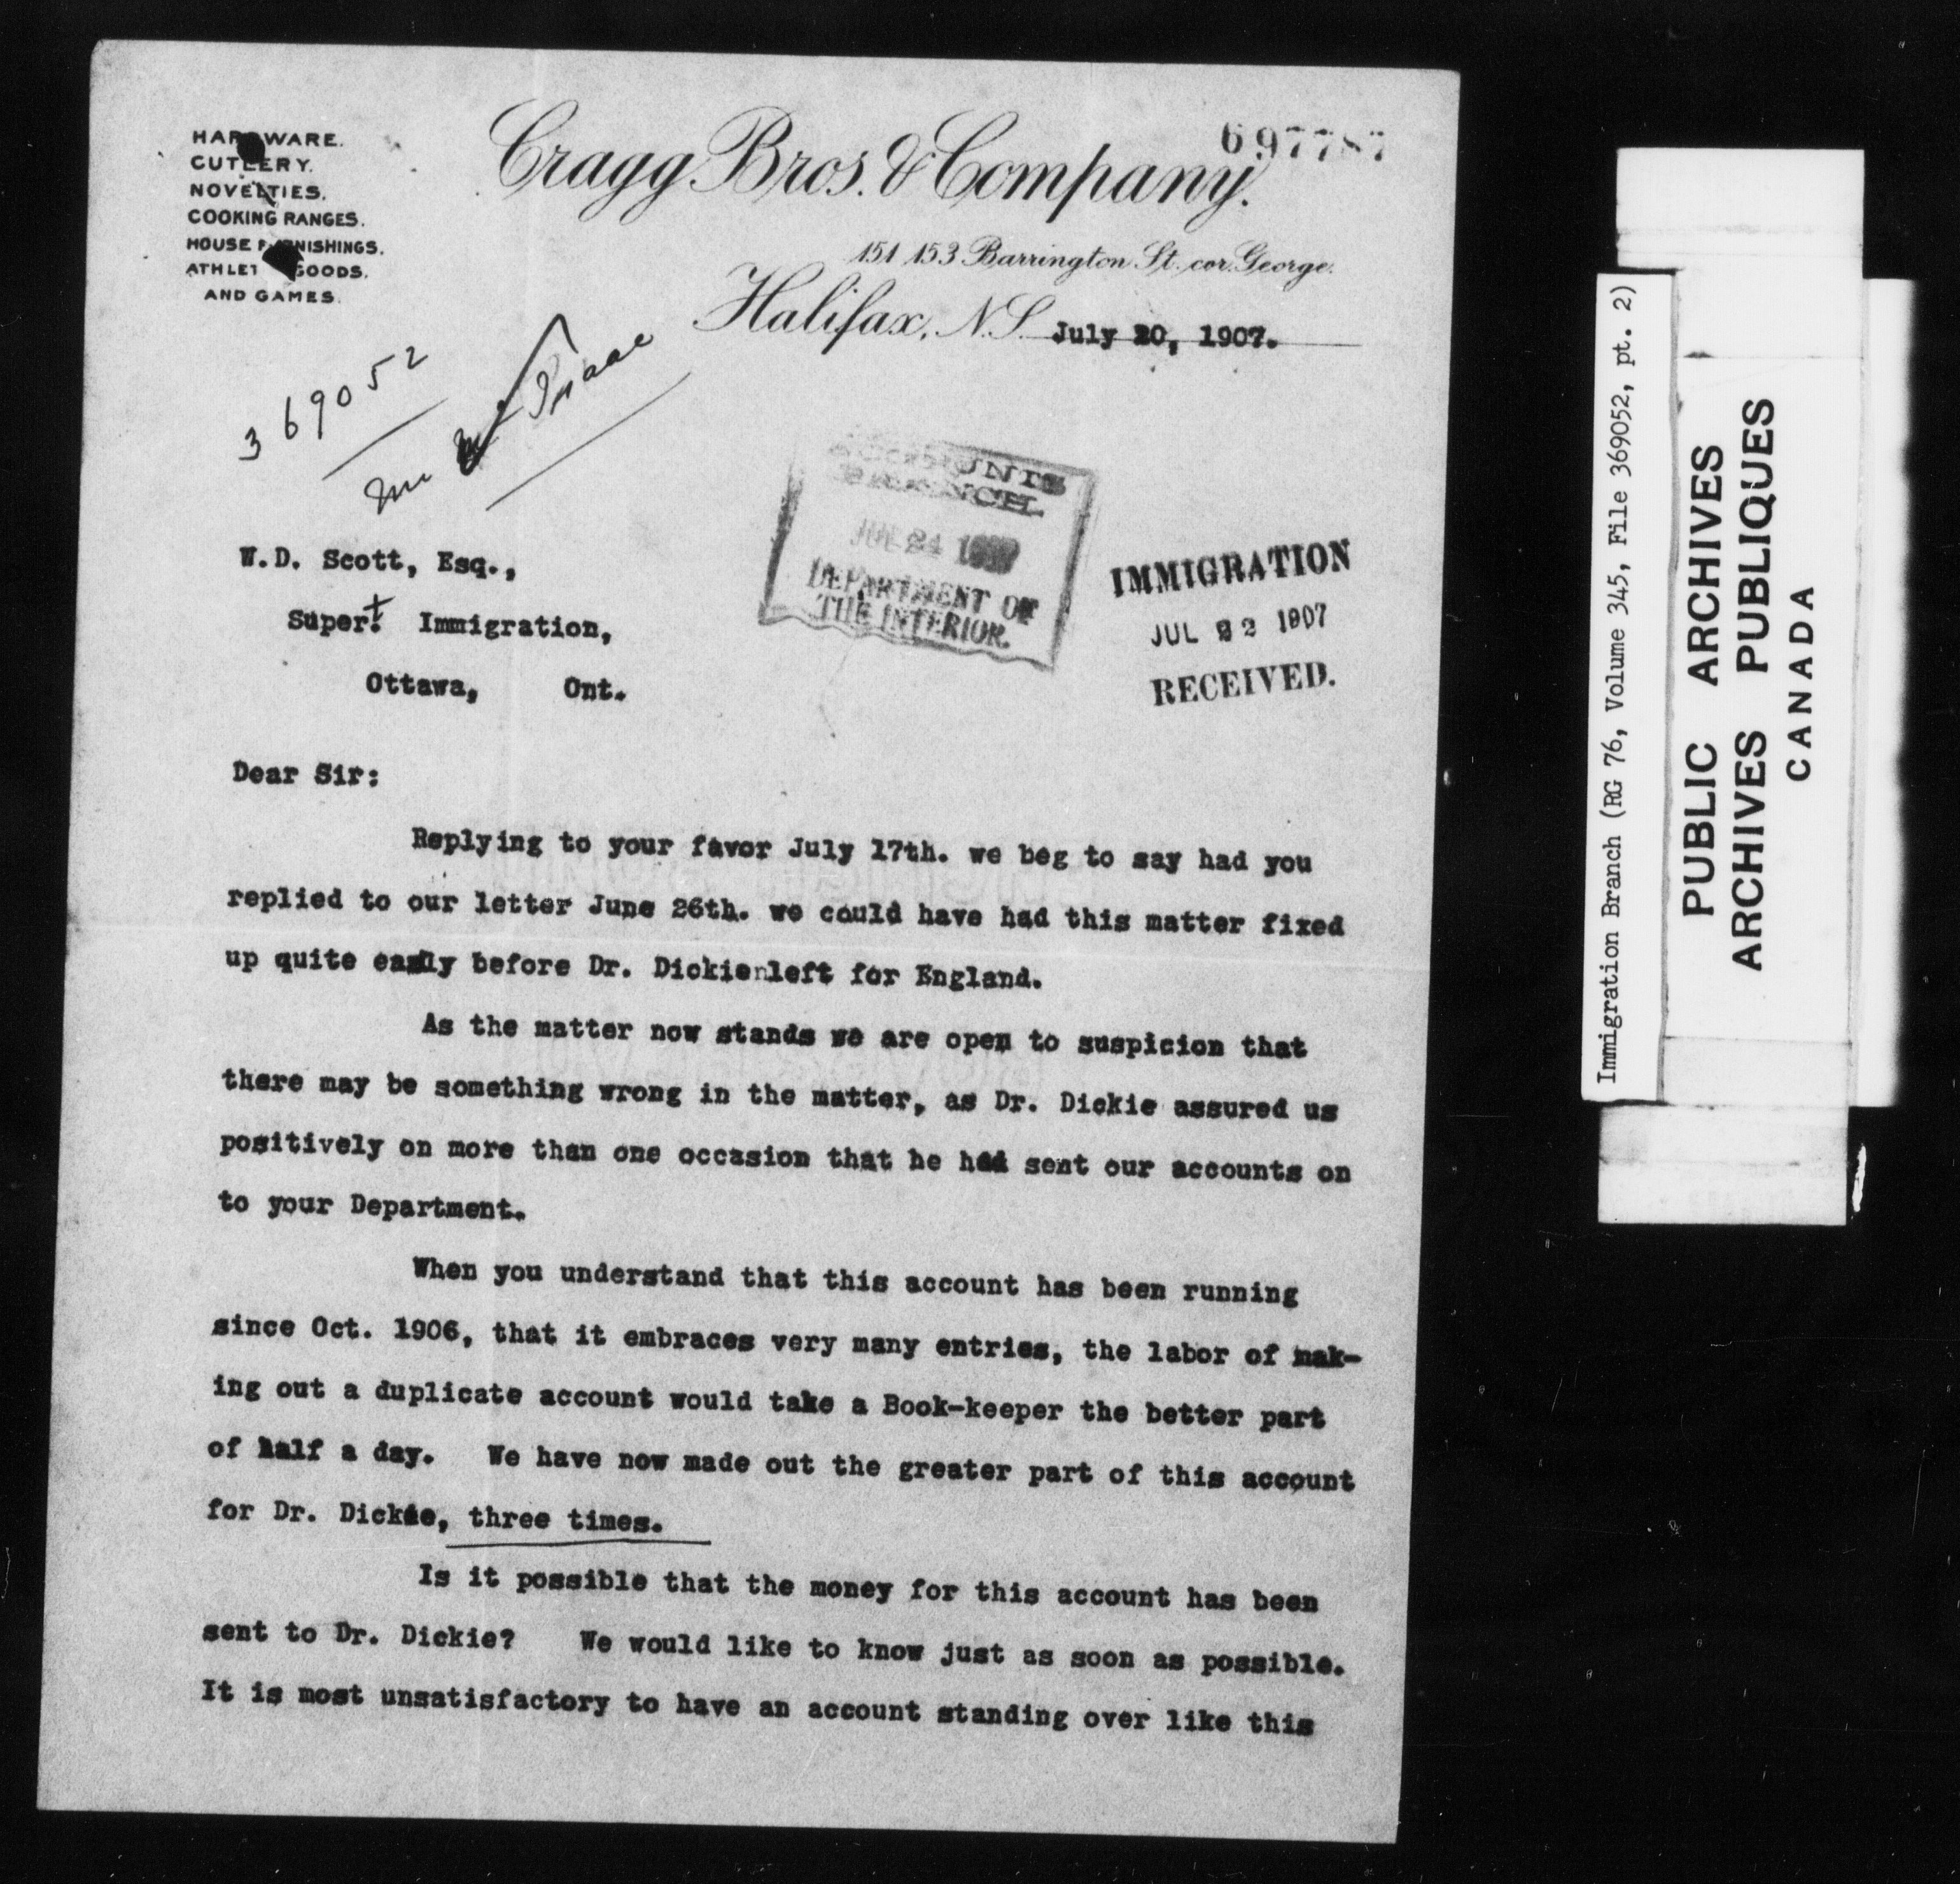 HARDWARE.
CUTLERY.
NOVELTIES.
COOKING RANGES.
HOUSE FURNISHINGS.
ATHLETIC GOODS.
AND GAMES.
697787
Cragg Bros. & Company.
151 153 Barrington St. cor. George.
Halifax, N.S. July 20, 1907.
369052
Mr
ACCOUNTS
BRANCH.
JUL 24 1907
DEPARTMENT OF
THE INTERIOR.
IMMIGRATION
JUL 22 1907
RECEIVED.
W.D. Scott, Esq.,
Supert. Immigration,
Ottawa, Ont.
Dear Sir:
Replying to your favor July 17th. we beg to say had you
replied to our letter June 26th. we could have had this matter fixed
up quite easily before Dr. Dickie left for England.
As the matter now stands we are open to suspicion that
there may be something wrong in the matter, as Dr. Dickie assured us
positively on more than one occasion that he had sent our accounts on
to your Department.
When you understand that this account has been running
since Oct. 1906, that it embraces very many entries, the labor of mak-
ing out a duplicate account would take a Book-keeper the better part
of half a day. We have now made out the greater part of this account
for Dr. Dickie, three times.
Is it possible that the money for this account has been
sent to Dr. Dickie? We would like to know just as soon as possible.
It is most unsatisfactory to have an account standing over like this
Immigration Branch (RG 76, Volume 345, File 369052, pt. 2)
PUBLIC ARCHIVES
ARCHIVES PUBLIQUES
CANADA